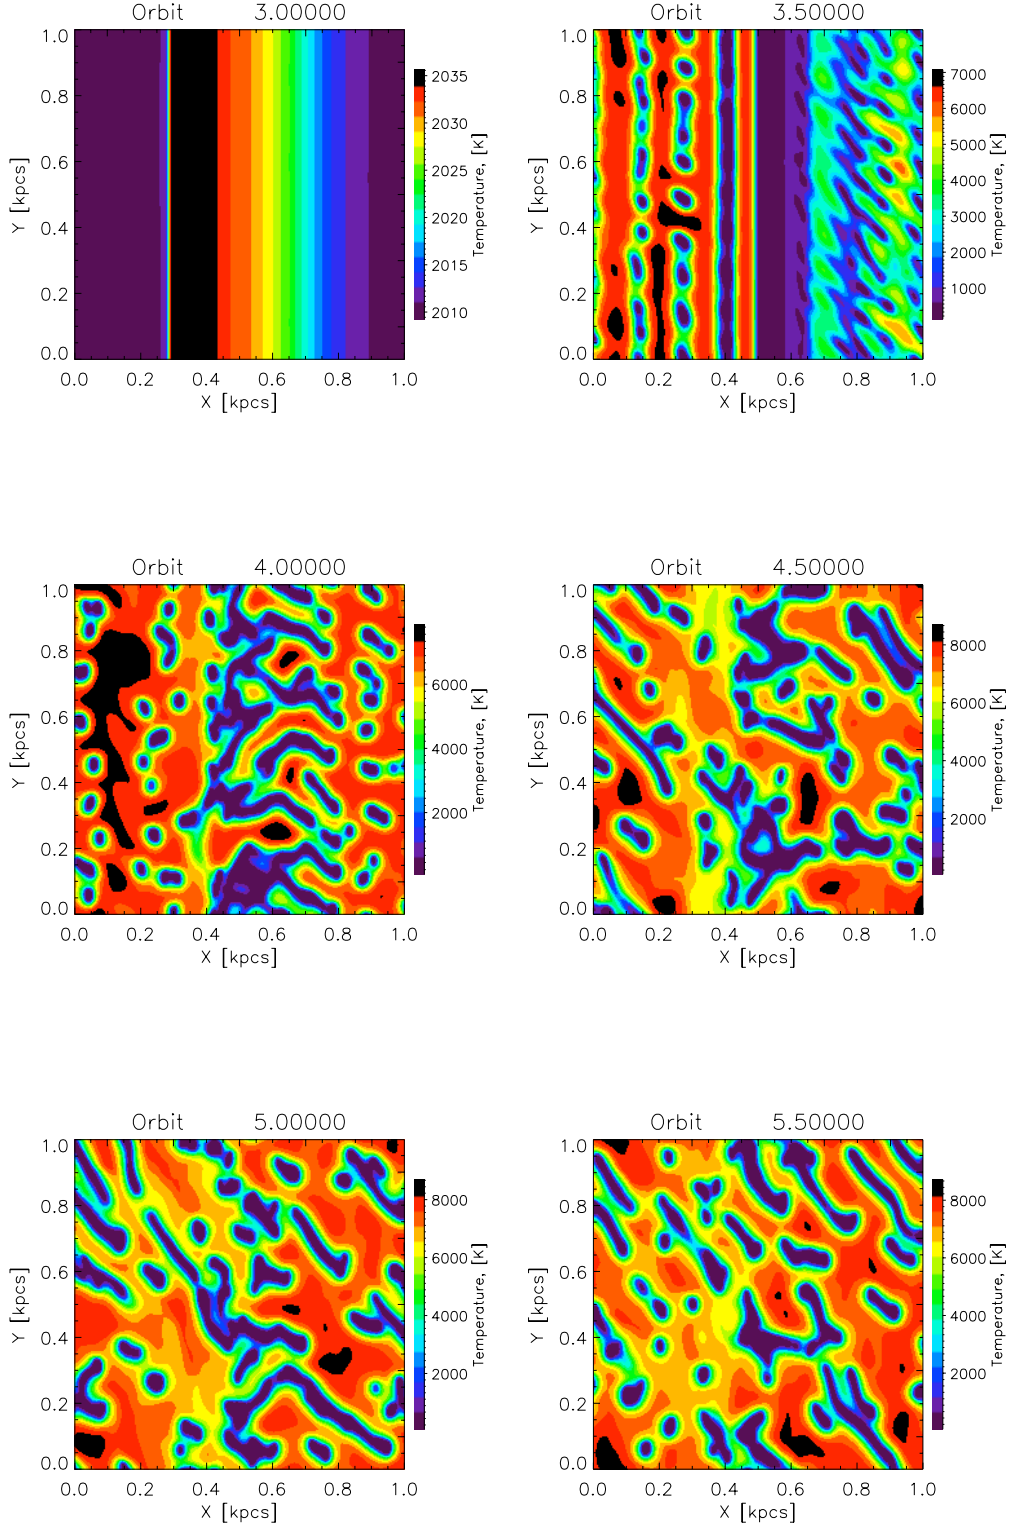 Orbit 3.00000
1.0
0.8
0.6
0.4
0.2
0.0
Y [kpcs]
0.0 0.2 0.4 0.6 0.8 1.0
X [kpcs]
2035
2030
2025
2020
2015
2010
Temperature, [K]
Orbit 3.50000
1.0
0.8
0.6
0.4
0.2
0.0
Y [kpcs]
0.0 0.2 0.4 0.6 0.8 1.0
X [kpcs]
7000
6000
5000
4000
3000
2000
1000
Temperature, [K]
Orbit 4.00000
1.0
0.8
0.6
0.4
0.2
0.0
Y [kpcs]
0.0 0.2 0.4 0.6 0.8 1.0
X [kpcs]
6000
4000
2000
Temperature, [K]
Orbit 4.50000
1.0
0.8
0.6
0.4
0.2
0.0
Y [kpcs]
0.0 0.2 0.4 0.6 0.8 1.0
X [kpcs]
8000
6000
4000
2000
Temperature, [K]
Orbit 5.00000
1.0
0.8
0.6
0.4
0.2
0.0
Y [kpcs]
0.0 0.2 0.4 0.6 0.8 1.0
X [kpcs]
8000
6000
4000
2000
Temperature, [K]
Orbit 5.50000
1.0
0.8
0.6
0.4
0.2
0.0
Y [kpcs]
0.0 0.2 0.4 0.6 0.8 1.0
X [kpcs]
8000
6000
4000
2000
Temperature, [K]